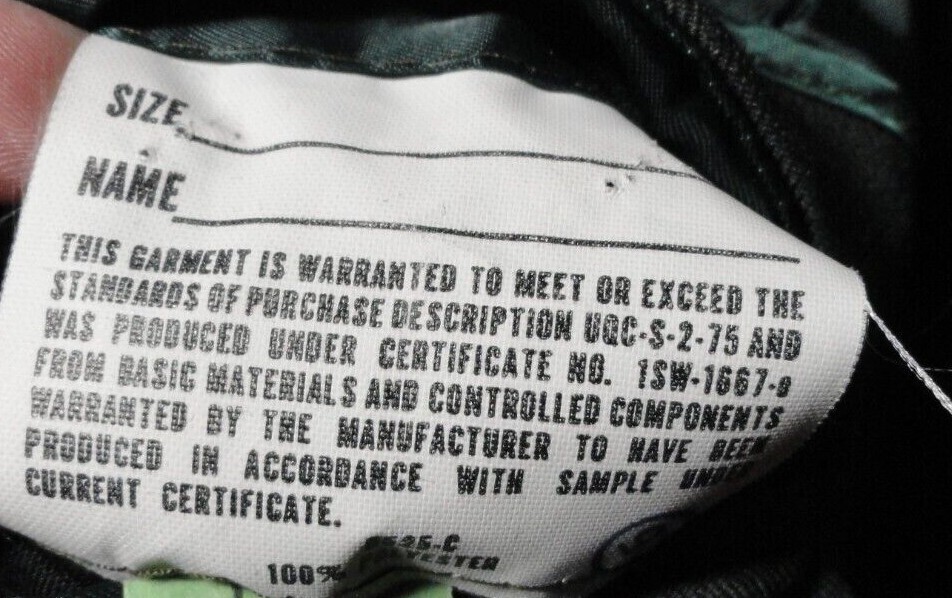 SIZE
NAME
THIS GARMENT IS WARRANTED TO MEET OR EXCEED THE
STANDARDS OF PURCHASE DESCRIPTION UQC-S-2-75 AND
WAS PRODUCED UNDER CERTIFICATE NO. 1SW-1667-8
FROM BASIC MATERIALS AND CONTROLLED COMPONENTS
WARRANTED BY THE MANUFACTURER TO HAVE BEEN
PRODUCED IN ACCORDANCE WITH SAMPLE UNDER
CURRENT CERTIFICATE.
100%